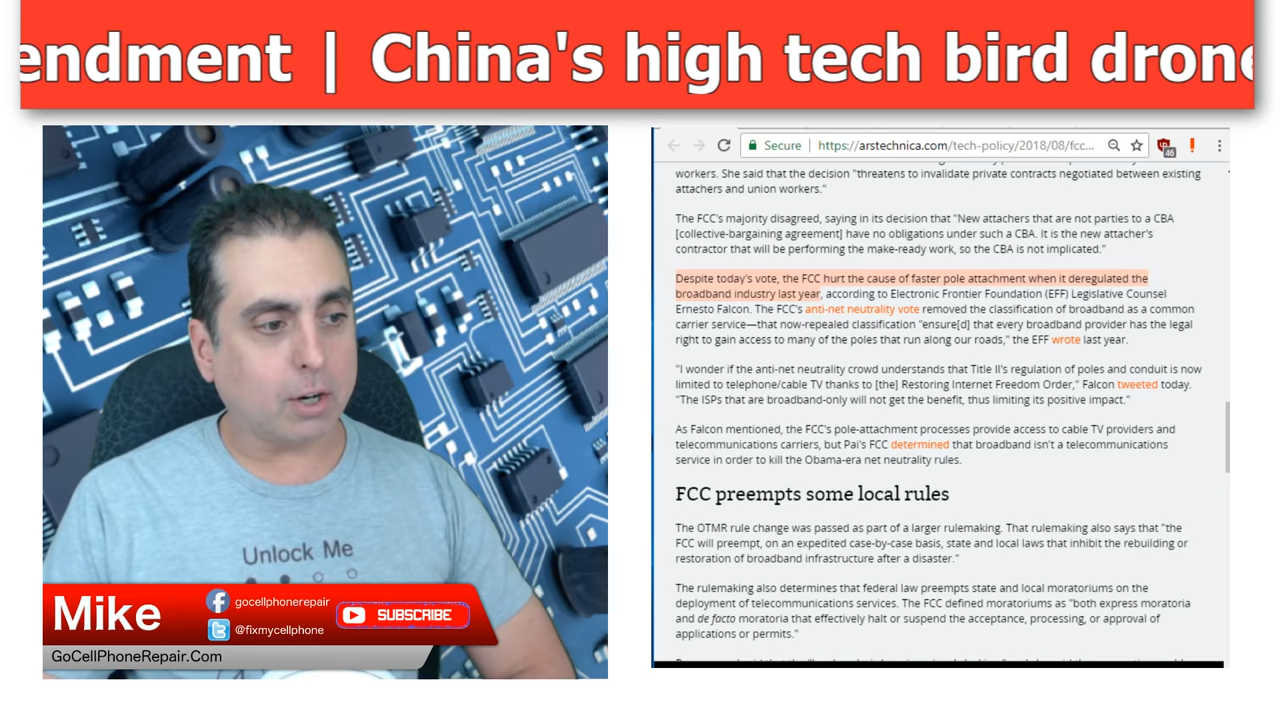 endment | China's high tech bird drone
Secure | https://arstechnica.com/tech-policy/2018/08/fcc...
46
workers. She said that the decision "threatens to invalidate private contracts negotiated between existing
attachers and union workers."
The FCC's majority disagreed, saying in its decision that "New attachers that are not parties to a CBA
[collective-bargaining agreement] have no obligations under such a CBA. It is the new attacher's
contractor that will be performing the make-ready work, so the CBA is not implicated."
Despite today's vote, the FCC hurt the cause of faster pole attachment when it deregulated the
broadband industry last year, according to Electronic Frontier Foundation (EFF) Legislative Counsel
Ernesto Falcon. The FCC's anti-net neutrality vote removed the classification of broadband as a common
carrier service—that now-repealed classification "ensure[d] that every broadband provider has the legal
right to gain access to many of the poles that run along our roads," the EFF wrote last year.
"I wonder if the anti-net neutrality crowd understands that Title II's regulation of poles and conduit is now
limited to telephone/cable TV thanks to [the] Restoring Internet Freedom Order," Falcon tweeted today.
"The ISPs that are broadband-only will not get the benefit, thus limiting its positive impact."
As Falcon mentioned, the FCC's pole-attachment processes provide access to cable TV providers and
telecommunications carriers, but Pai's FCC determined that broadband isn't a telecommunications
service in order to kill the Obama-era net neutrality rules.
FCC preempts some local rules
The OTMR rule change was passed as part of a larger rulemaking. That rulemaking also says that "the
FCC will preempt, on an expedited case-by-case basis, state and local laws that inhibit the rebuilding or
restoration of broadband infrastructure after a disaster."
The rulemaking also determines that federal law preempts state and local moratoriums on the
deployment of telecommunications services. The FCC defined moratoriums as "both express moratoria
and de facto moratoria that effectively halt or suspend the acceptance, processing, or approval of
applications or permits."
Unlock Me
Mike
gocellphonerepair
@fixmycellphone
SUBSCRIBE
GoCellPhoneRepair.Com